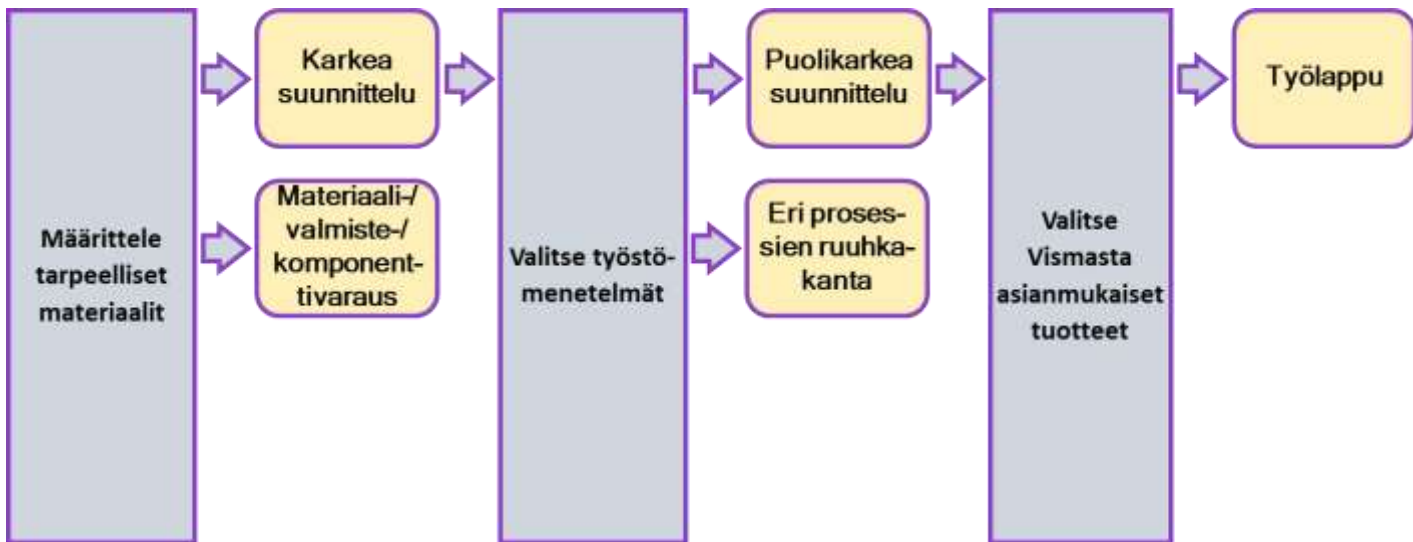 Määrittele
tarpeelliset
materiaalit
Karkea
suunnittelu
Materiaali-/
valmiste-/
komponent-
tivaraus
Valitse työstö-
menetelmät
Puolikarkea
suunnittelu
Eri proses-
sien ruuhka-
kanta
Valitse
Vismasta
asianmukaiset
tuotteet
Työlappu